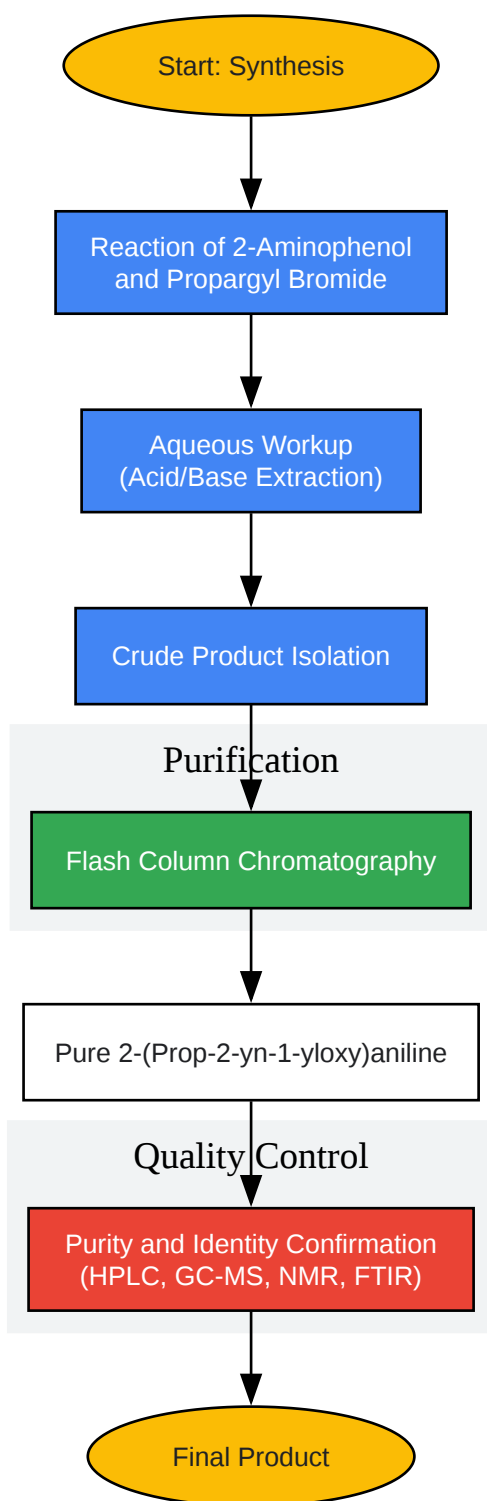 Start: Synthesis
Reaction of 2-Aminophenol
and Propargyl Bromide
Aqueous Workup
(Acid/Base Extraction)
Crude Product Isolation
Purification
Flash Column Chromatography
Pure 2-(Prop-2-yn-1-yloxy)aniline
Quality Control
Purity and Identity Confirmation
(HPLC, GC-MS, NMR, FTIR)
Final Product